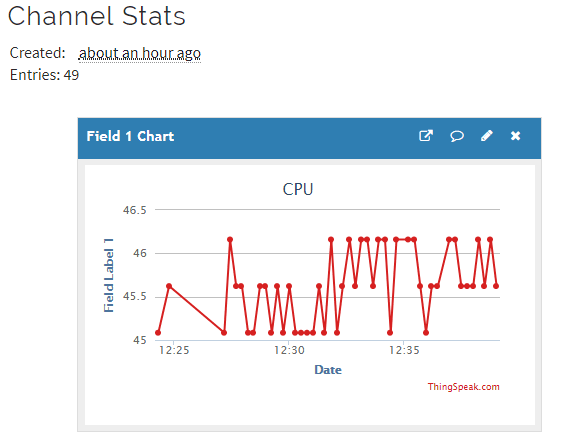 Channel Stats
Created: about an hour ago
Entries: 49
Field 1 Chart
CPU
Field Label 1
46.5
46
45.5
45
12:25 12:30 12:35
Date
ThingSpeak.com